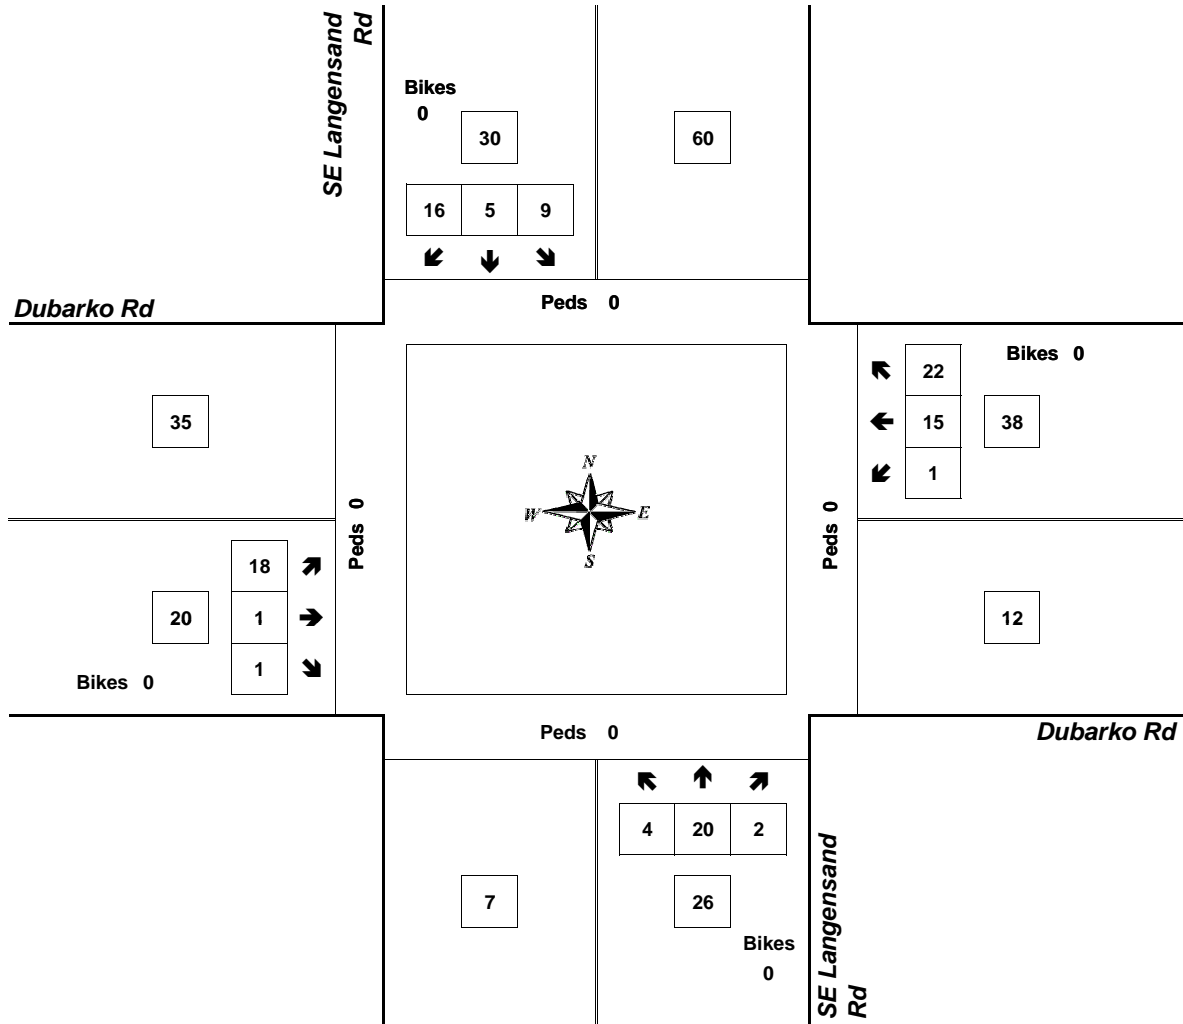 SE Langensand
Rd
Bikes
0
30
60
16 5 9
Peds 0
Dubarko Rd
Bikes 0
22
35
15
38
1
N
W E
S
Peds 0
Peds 0
18
20
1
12
1
Bikes 0
Peds 0
Dubarko Rd
4 20 2
7
26
Bikes
0
SE Langensand
Rd